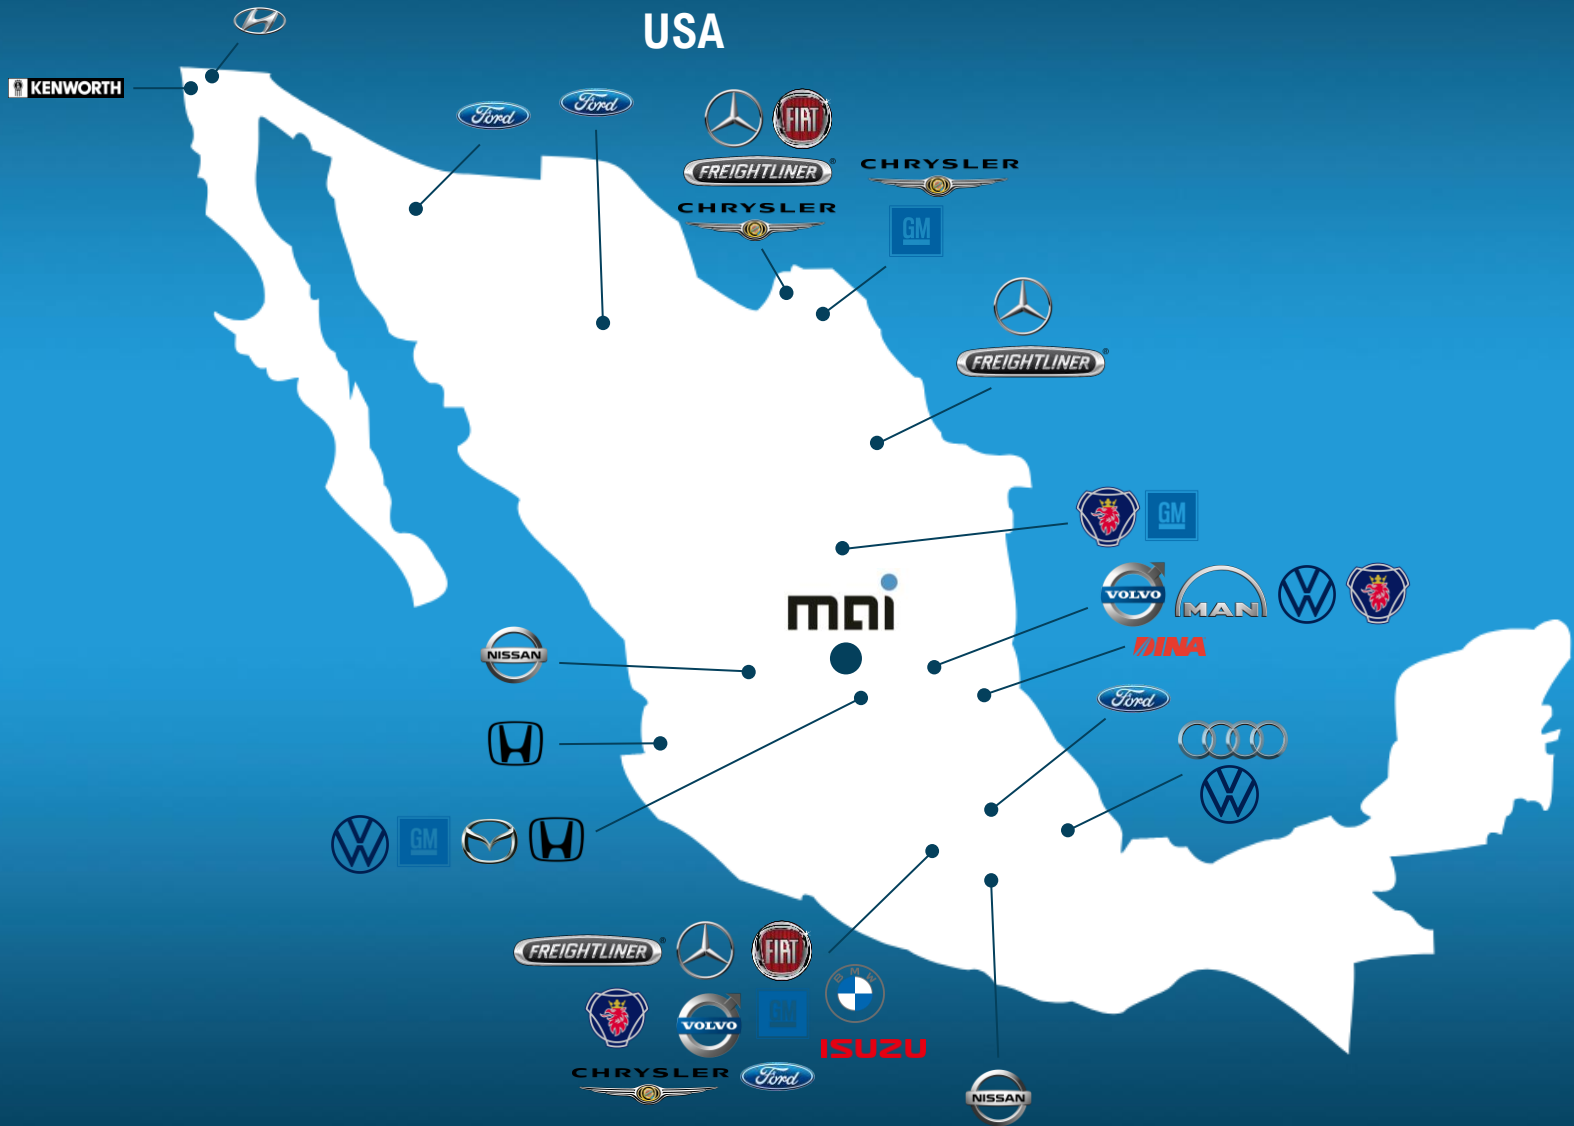 USA
KENWORTH
Ford
Ford
FIAT
FREIGHTLINER®
CHRYSLER
CHRYSLER
GM
FREIGHTLINER®
GM
mai
VOLVO
MAN
DINA
NISSAN
Ford
GM
FREIGHTLINER®
FIAT
BMW
VOLVO
GM
ISUZU
CHRYSLER
Ford
NISSAN